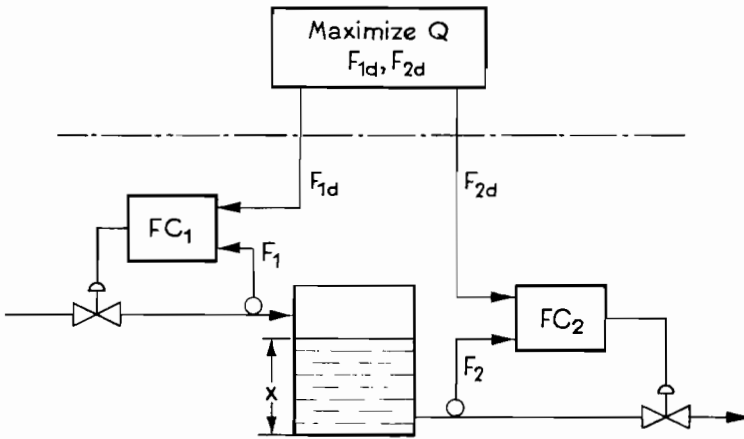 Maximize Q
F1d, F2d
F1d
F2d
FC1
F1
FC2
F2
x